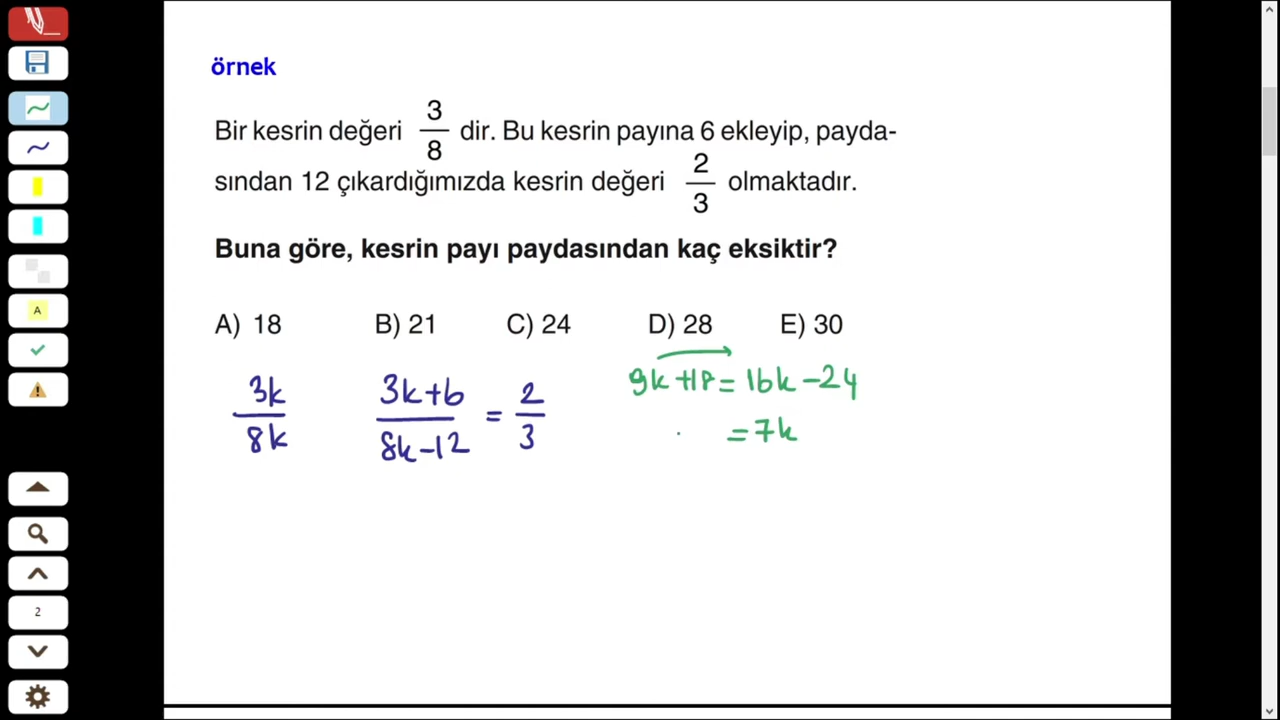 örnek
Bir kesrin değeri 3/8 dir. Bu kesrin payına 6 ekleyip, payda-
sından 12 çıkardığımızda kesrin değeri 2/3 olmaktadır.
Buna göre, kesrin payı paydasından kaç eksiktir?
A) 18 B) 21 C) 24 D) 28 E) 30
3k/8k (3k+6)/(8k-12) = 2/3 9k+18 = 16k-24
= 7k
A
2